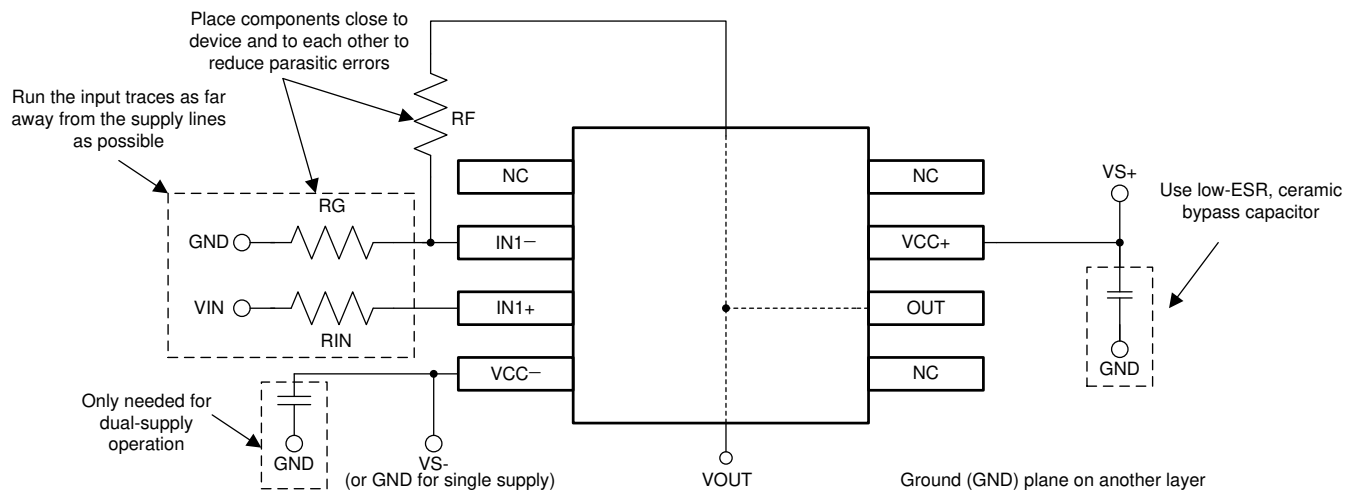 Place components close to
device and to each other to
reduce parasitic errors
Run the input traces as far
away from the supply lines
as possible
RF
NC
NC
VS+
Use low-ESR, ceramic
bypass capacitor
RG
GND
IN1−
VCC+
VIN
IN1+
OUT
RIN
VCC−
NC
GND
Only needed for
dual-supply
operation
GND
VS-
(or GND for single supply)
VOUT
Ground (GND) plane on another layer